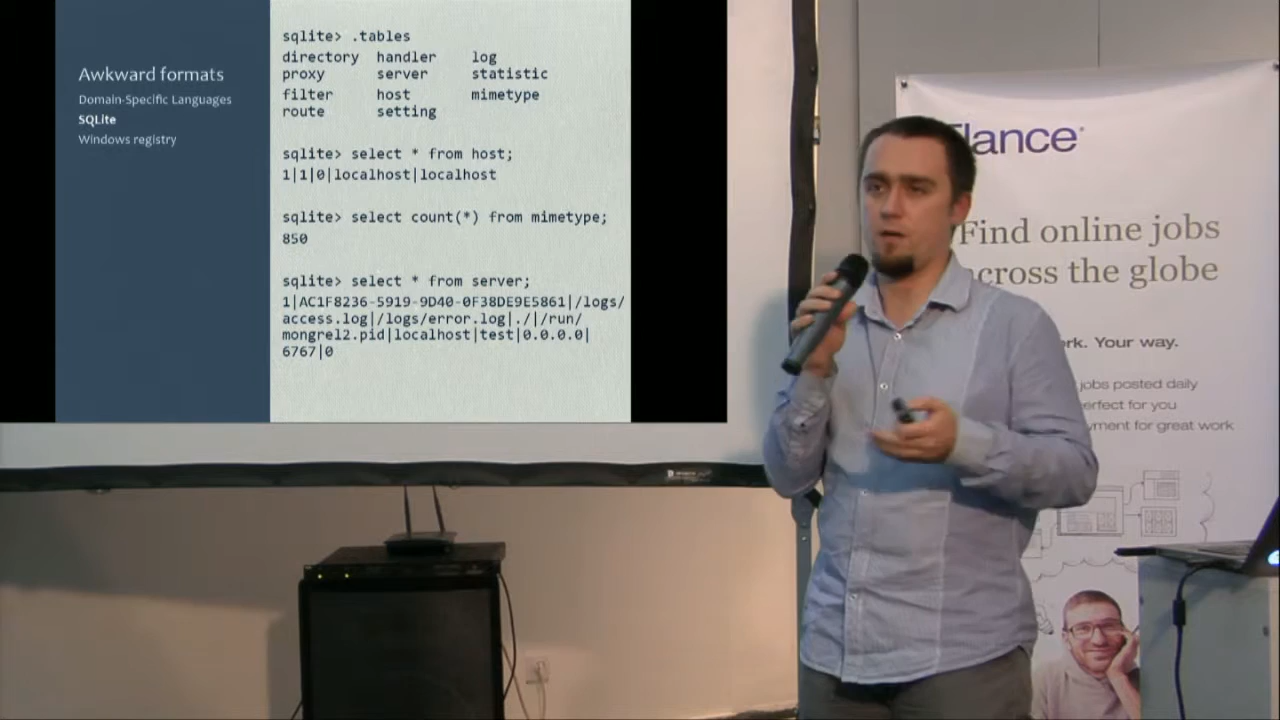 Awkward formats
Domain-Specific Languages
SQLite
Windows registry
sqlite> .tables
directory handler log
proxy server statistic
filter host mimetype
route setting
sqlite> select * from host;
1|1|0|localhost|localhost
sqlite> select count(*) from mimetype;
850
sqlite> select * from server;
1|AC1F8236-5919-9D40-0F38DE9E5861|/logs/
access.log|/logs/error.log|./|/run/
mongrel2.pid|localhost|test|0.0.0.0|
6767|0
lance
Find online jobs
across the globe
rk. Your way.
jobs posted daily
erfect for you
yment for great work